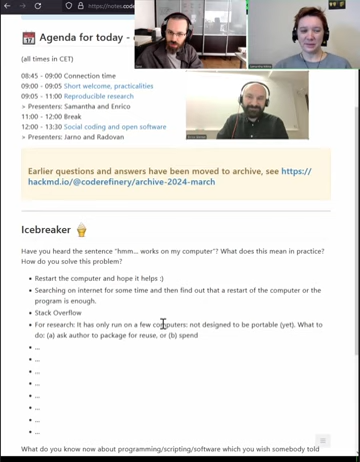 https://notes.code
Agenda for today -
(all times in CET)
08:45 - 09:00 Connection time
09:00 - 09:05 Short welcome, practicalities
09:05 - 11:00 Reproducible research
> Presenters: Samantha and Enrico
11:00 - 12:00 Break
12:00 - 13:30 Social coding and open software
> Presenters: Jarno and Radovan
Earlier questions and answers have been moved to archive, see https://
hackmd.io/@coderefinery/archive-2024-march
Icebreaker
Have you heard the sentence "hmm... works on my computer"? What does this mean in practice?
How do you solve this problem?
• Restart the computer and hope it helps :)
• Searching on internet for some time and then find out that a restart of the computer or the
program is enough.
• Stack Overflow
• For research: It has only run on a few computers: not designed to be portable (yet). What to
do: (a) ask author to package for reuse, or (b) spend
• ...
• ...
• ...
• ...
• ...
• ...
• ...
• ...
What do you know now about programming/scripting/software which you wish somebody told